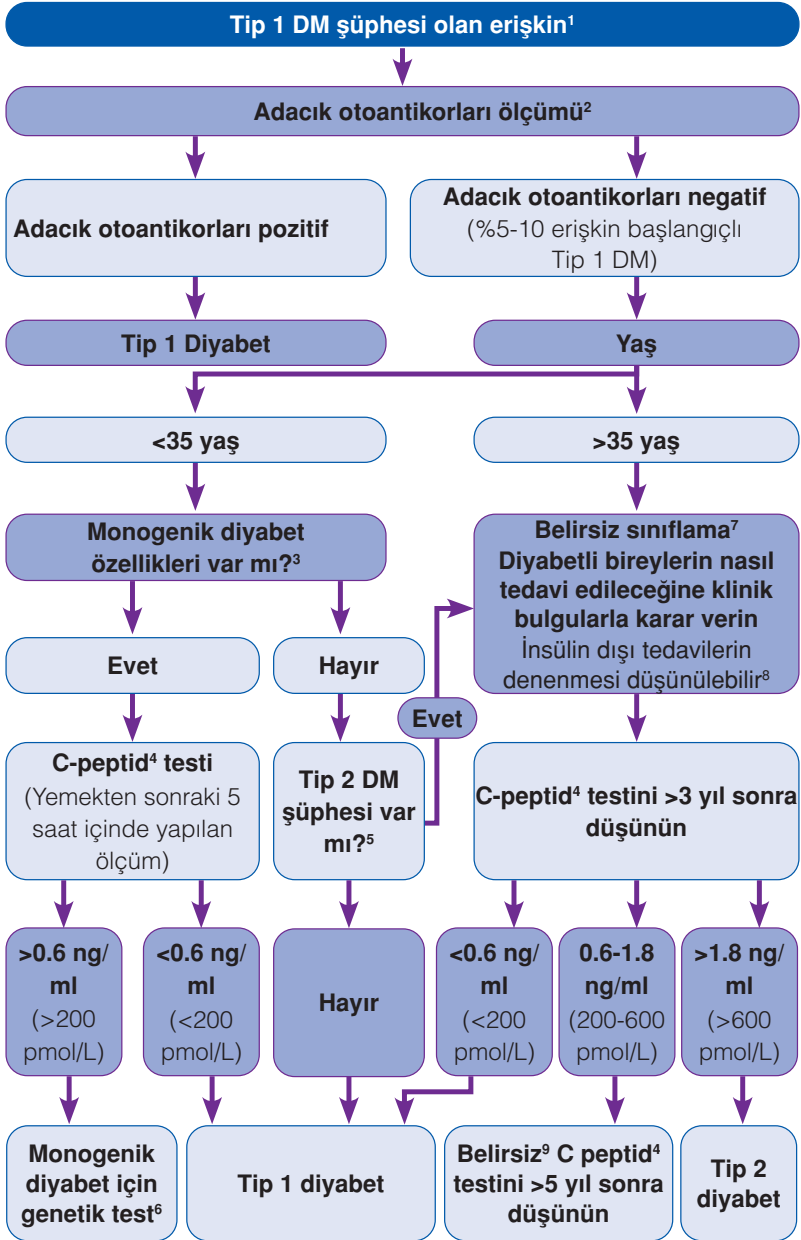 Tip 1 DM şüphesi olan erişkin¹
Adacık otoantikorları ölçümü²
Adacık otoantikorları pozitif
Adacık otoantikorları negatif
(%5-10 erişkin başlangıçlı
Tip 1 DM)
Tip 1 Diyabet
Yaş
<35 yaş
>35 yaş
Monogenik diyabet
özellikleri var mı?³
Belirsiz sınıflama⁷
Diyabetli bireylerin nasıl
tedavi edileceğine klinik
bulgularla karar verin
İnsülin dışı tedavilerin
denenmesi düşünülebilir⁸
Evet
Hayır
Evet
C-peptid⁴ testi
(Yemekten sonraki 5
saat içinde yapılan
ölçüm)
Tip 2 DM
şüphesi var
mı?⁵
C-peptid⁴ testini >3 yıl sonra
düşünün
>0.6 ng/
ml
(>200
pmol/L)
<0.6 ng/
ml
(<200
pmol/L)
Hayır
<0.6 ng/
ml
(<200
pmol/L)
0.6-1.8
ng/ml
(200-600
pmol/L)
>1.8 ng/
ml
(>600
pmol/L)
Monogenik
diyabet için
genetik test⁶
Tip 1 diyabet
Belirsiz⁹ C peptid⁴
testini >5 yıl sonra
düşünün
Tip 2
diyabet